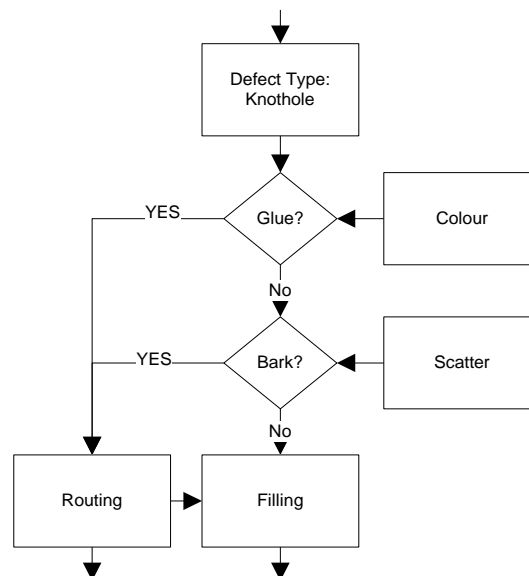 Defect Type:
Knothole
YES
Glue?
Colour
No
YES
Bark?
Scatter
No
Routing
Filling